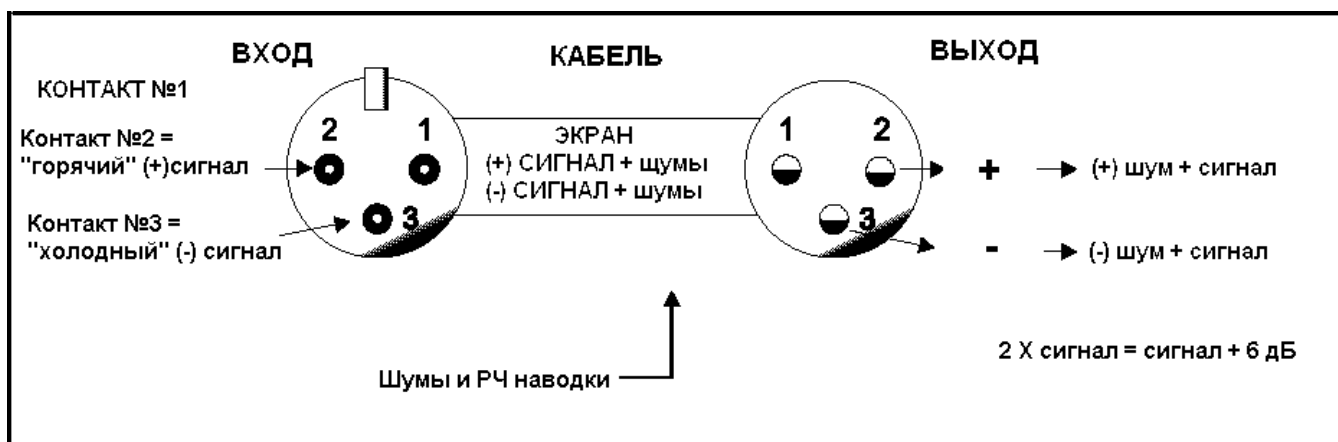 ВХОД
КАБЕЛЬ
ВЫХОД
КОНТАКТ №1
Контакт №2 =
"горячий" (+)сигнал
Контакт №3 =
"холодный" (-) сигнал
2
1
3
ЭКРАН
(+) СИГНАЛ + щумы
(-) СИГНАЛ + шумы
1
2
3
+
(+) шум + сигнал
-
(-) шум + сигнал
2 X сигнал = сигнал + 6 дБ
Шумы и РЧ наводки